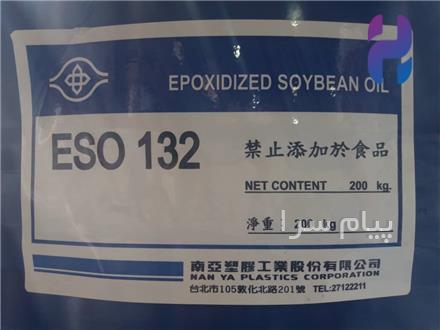 EPOXIDIZED SOYBEAN OIL
ESO 132
禁止添加於食品
NET CONTENT 200 kg.
淨重: 200 kg
پیام سرا
南亞塑膠工業股份有限公司
NAN YA PLASTICS CORPORATION
台北市105敦化北路201號 TEL:27122211